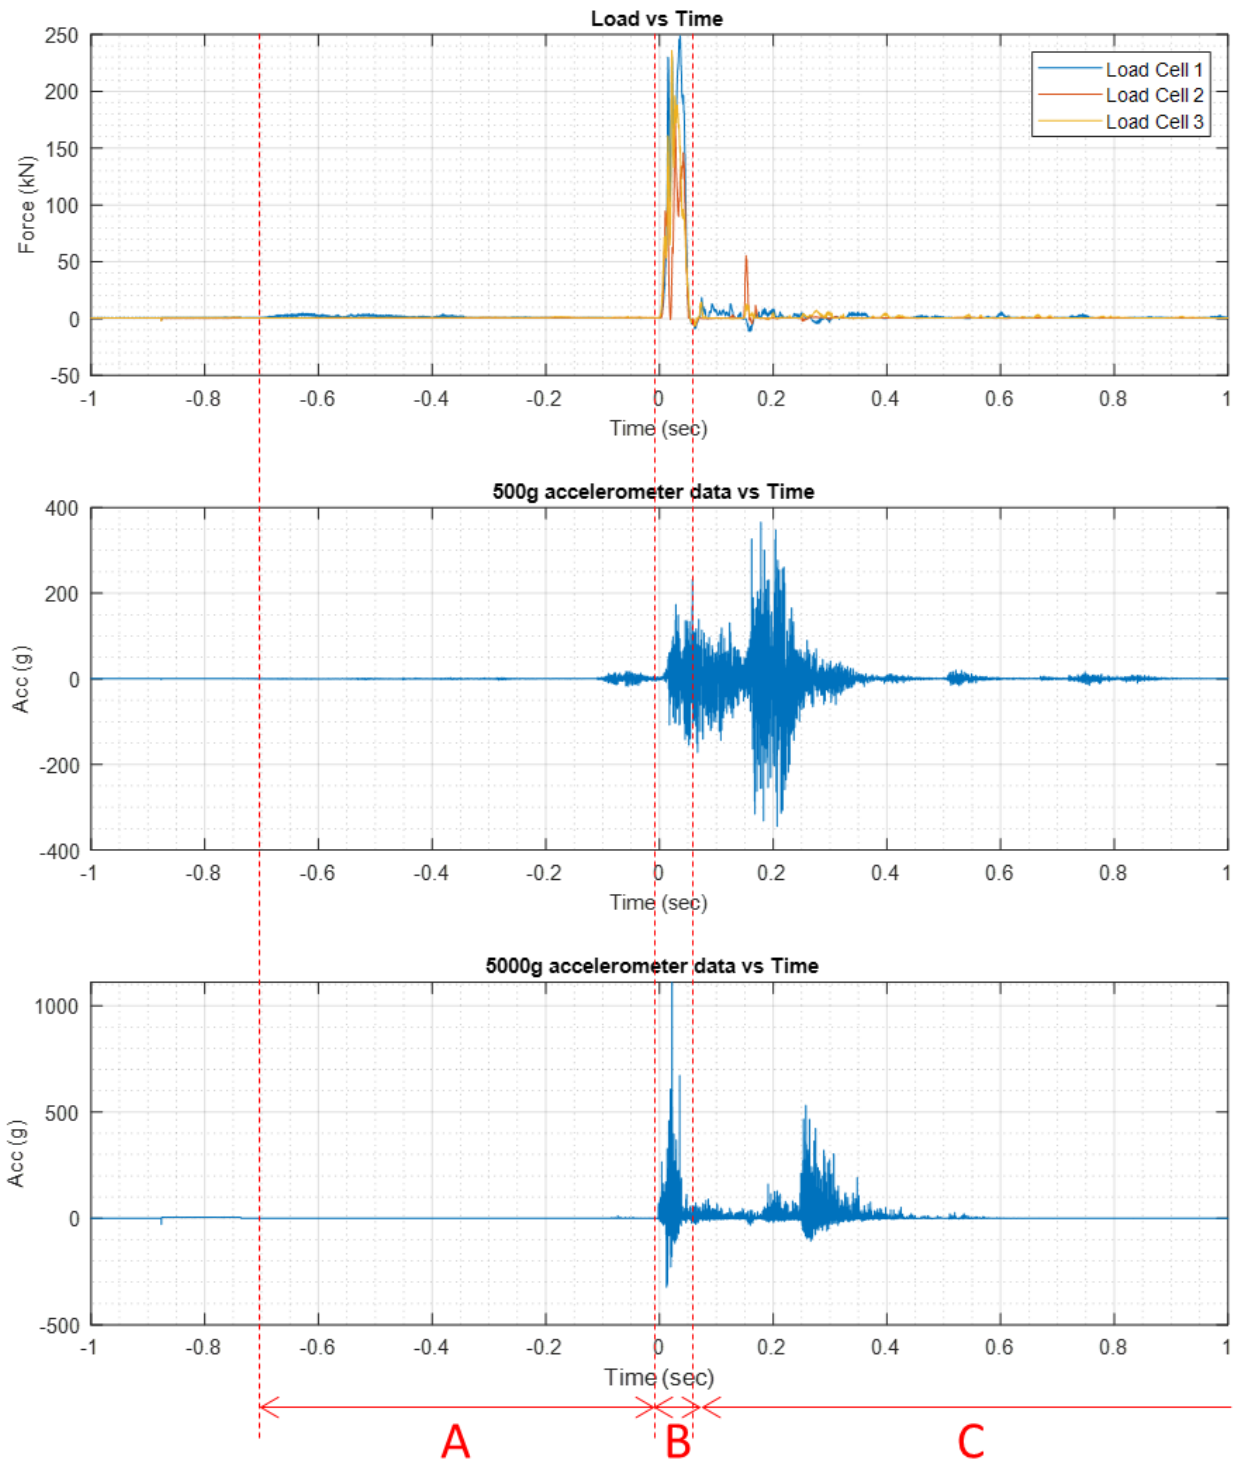 Load vs Time
250
200
150
100
50
0
-50
Force (kN)
Load Cell 1
Load Cell 2
Load Cell 3
-1 -0.8 -0.6 -0.4 -0.2 0 0.2 0.4 0.6 0.8 1
Time (sec)
500g accelerometer data vs Time
400
200
0
-200
-400
Acc (g)
-1 -0.8 -0.6 -0.4 -0.2 0 0.2 0.4 0.6 0.8 1
Time (sec)
5000g accelerometer data vs Time
1000
500
0
-500
Acc (g)
-1 -0.8 -0.6 -0.4 -0.2 0 0.2 0.4 0.6 0.8 1
Time (sec)
A B C